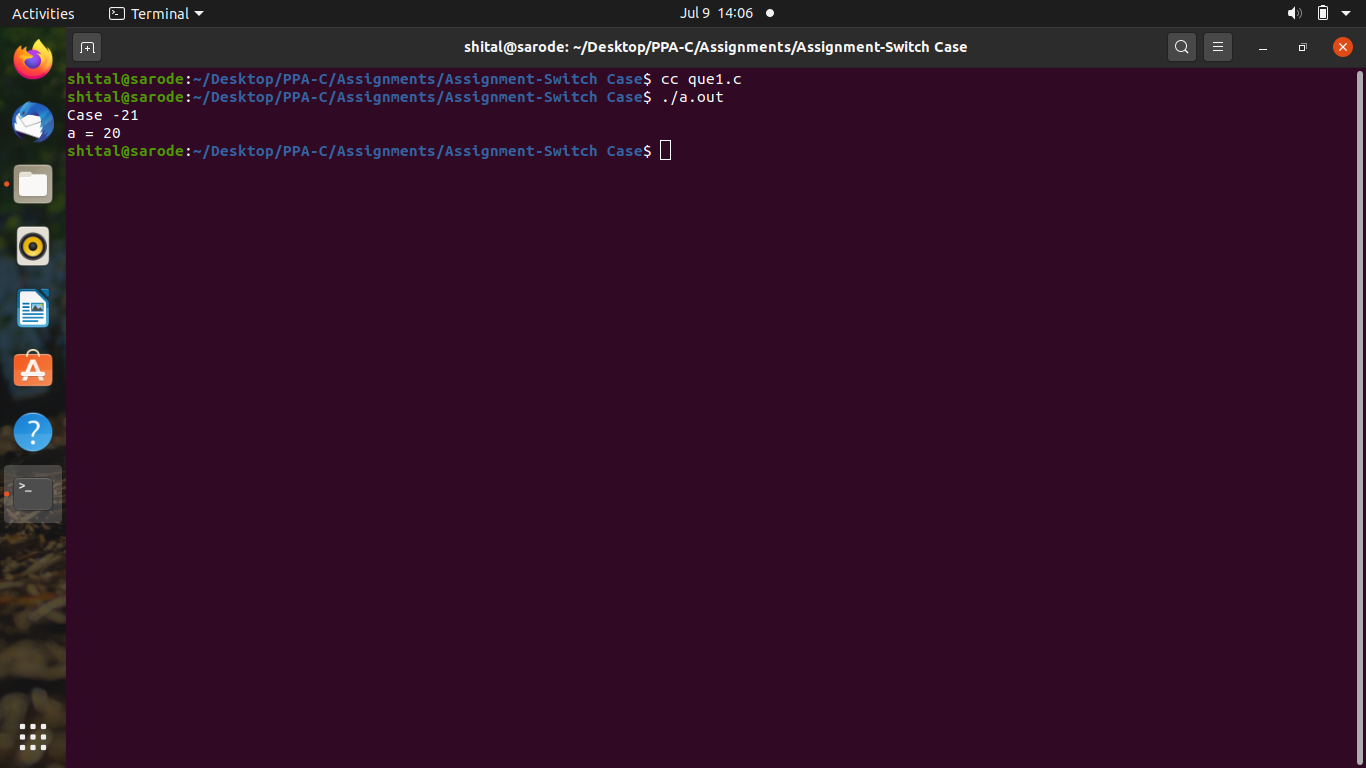 Activities Terminal Jul 9 14:06
shital@sarode: ~/Desktop/PPA-C/Assignments/Assignment-Switch Case
shital@sarode:~/Desktop/PPA-C/Assignments/Assignment-Switch Case$ cc que1.c
shital@sarode:~/Desktop/PPA-C/Assignments/Assignment-Switch Case$ ./a.out
Case -21
a = 20
shital@sarode:~/Desktop/PPA-C/Assignments/Assignment-Switch Case$